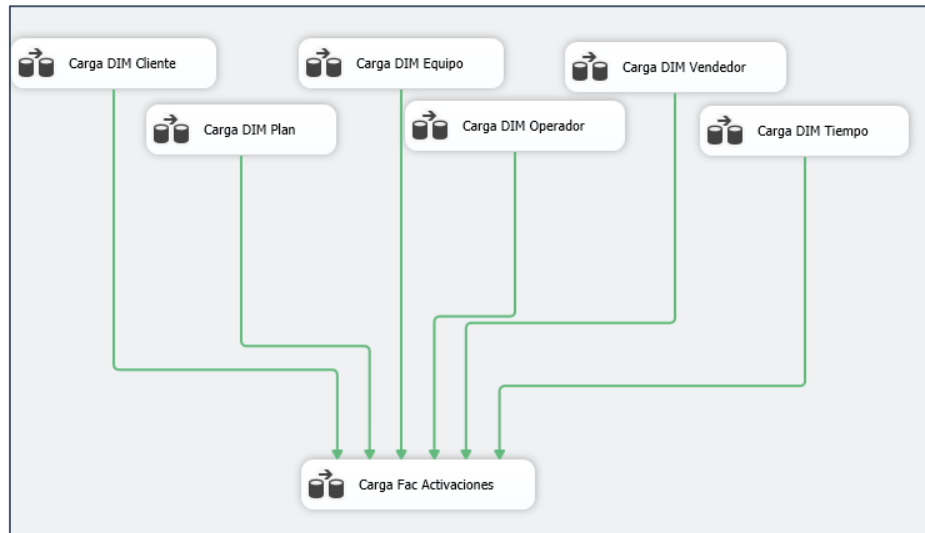 Carga DIM Cliente
Carga DIM Equipo
Carga DIM Vendedor
Carga DIM Plan
Carga DIM Operador
Carga DIM Tiempo
Carga Fac Activaciones